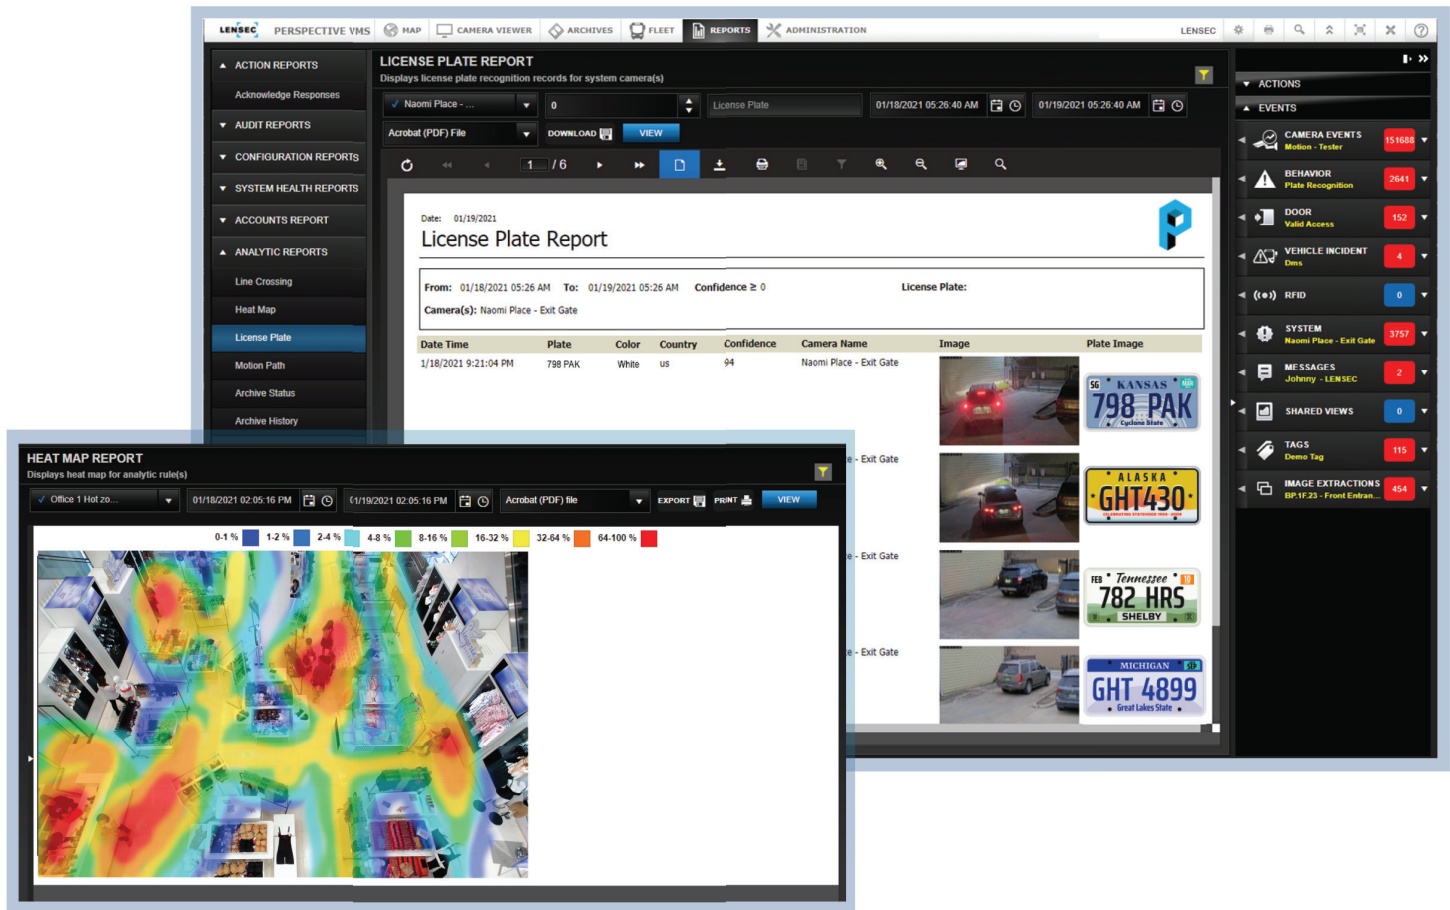 LENSEC PERSPECTIVE VMS MAP CAMERA VIEWER ARCHIVES FLEET REPORTS ADMINISTRATION LENSEC
ACTION REPORTS
Acknowledge Responses
AUDIT REPORTS
CONFIGURATION REPORTS
SYSTEM HEALTH REPORTS
ACCOUNTS REPORT
ANALYTIC REPORTS
Line Crossing
Heat Map
License Plate
Motion Path
Archive Status
Archive History
LICENSE PLATE REPORT
Displays license plate recognition records for system camera(s)
Naomi Place - ... 0 License Plate 01/18/2021 05:26:40 AM 01/19/2021 05:26:40 AM
Acrobat (PDF) File DOWNLOAD VIEW
1 / 6
Date: 01/19/2021
License Plate Report
From: 01/18/2021 05:26 AM To: 01/19/2021 05:26 AM Confidence ≥ 0 License Plate:
Camera(s): Naomi Place - Exit Gate
Date Time Plate Color Country Confidence Camera Name Image Plate Image
1/18/2021 9:21:04 PM 798 PAK White US 94 Naomi Place - Exit Gate
SG KANSAS
798 PAK
Cyclone State
e - Exit Gate
ALASKA
GHT430
e - Exit Gate
FEB Tennessee 10
782 HRS
SHELBY
e - Exit Gate
MICHIGAN SEP
GHT 4899
Great Lakes State
ACTIONS
EVENTS
CAMERA EVENTS 151688
Motion - Tester
BEHAVIOR 2641
Plate Recognition
DOOR 152
Valid Access
VEHICLE INCIDENT 4
Dms
RFID 0
SYSTEM 3757
Naomi Place - Exit Gate
MESSAGES 2
Johnny - LENSEC
SHARED VIEWS 0
TAGS 115
Demo Tag
IMAGE EXTRACTIONS 454
BP.1F.23 - Front Entran...
HEAT MAP REPORT
Displays heat map for analytic rule(s)
Office 1 Hot zo... 01/18/2021 02:05:16 PM 01/19/2021 02:05:16 PM Acrobat (PDF) file EXPORT PRINT VIEW
0-1 % 1-2 % 2-4 % 4-8 % 8-16 % 16-32 % 32-64 % 64-100 %